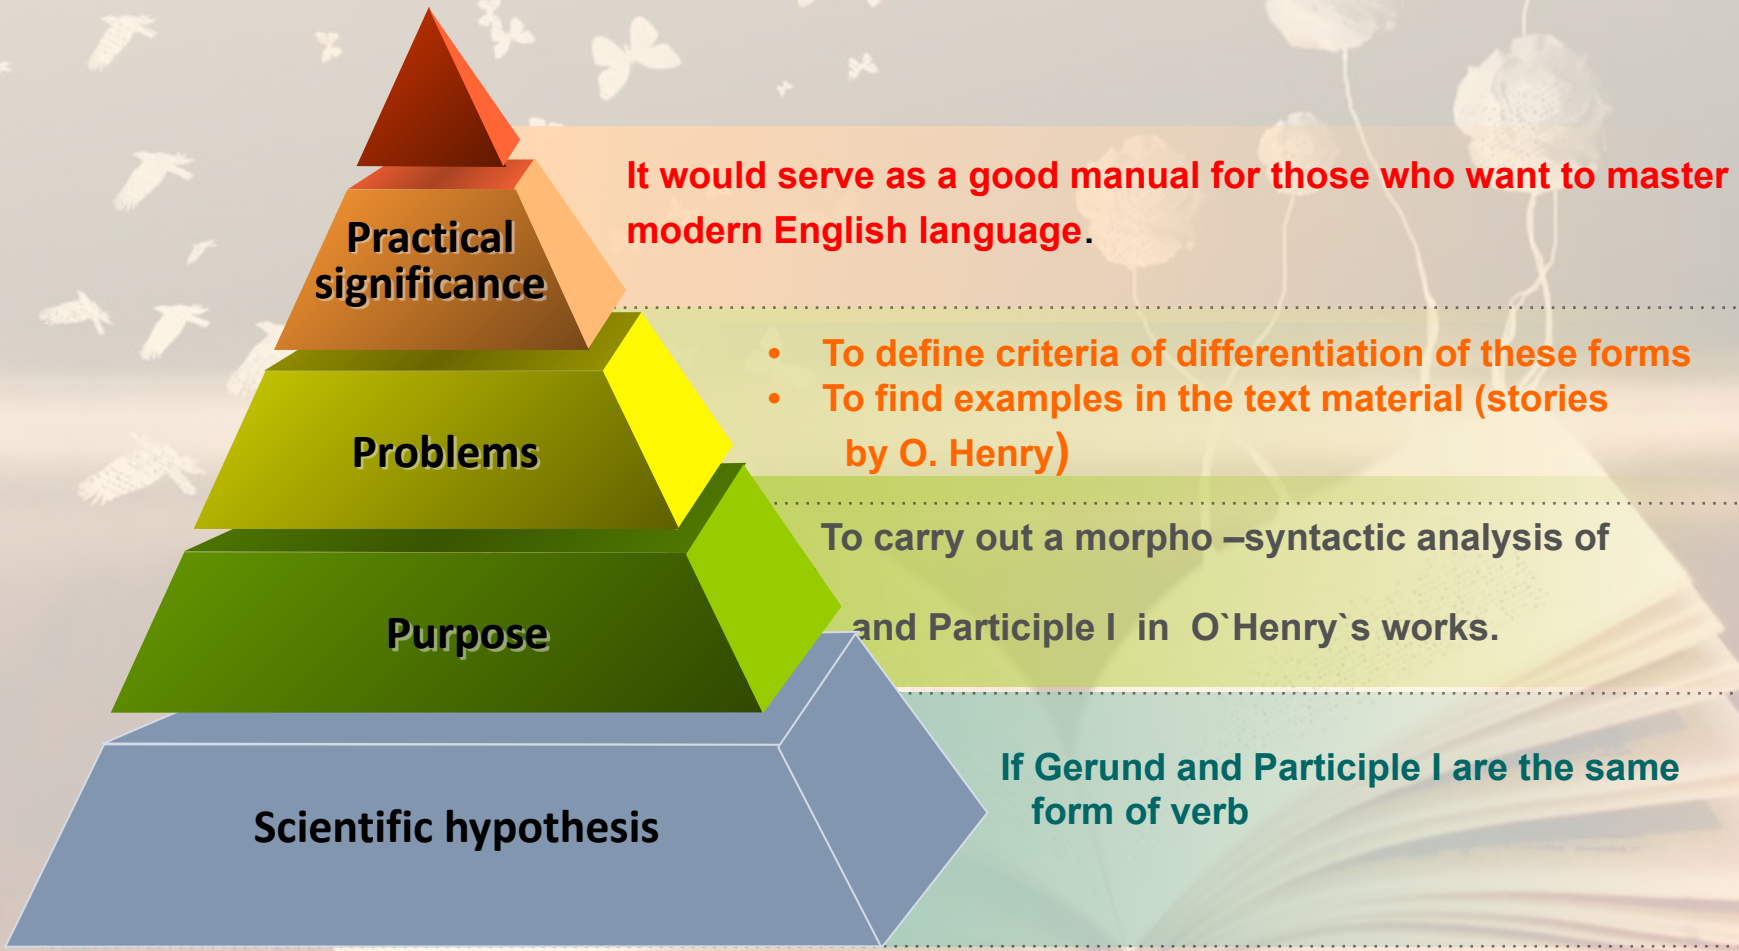 It would serve as a good manual for those who want to master
modern English language.
Practical
significance
• To define criteria of differentiation of these forms
• To find examples in the text material (stories
by O. Henry)
Problems
To carry out a morpho –syntactic analysis of
and Participle I in O`Henry`s works.
Purpose
If Gerund and Participle I are the same
form of verb
Scientific hypothesis